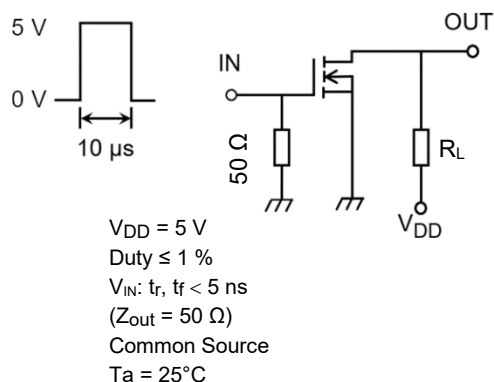 5 V
0 V
10 µs
IN
OUT
50 Ω
RL
VDD
VDD = 5 V
Duty ≤ 1 %
VIN: tr, tf < 5 ns
(Zout = 50 Ω)
Common Source
Ta = 25°C